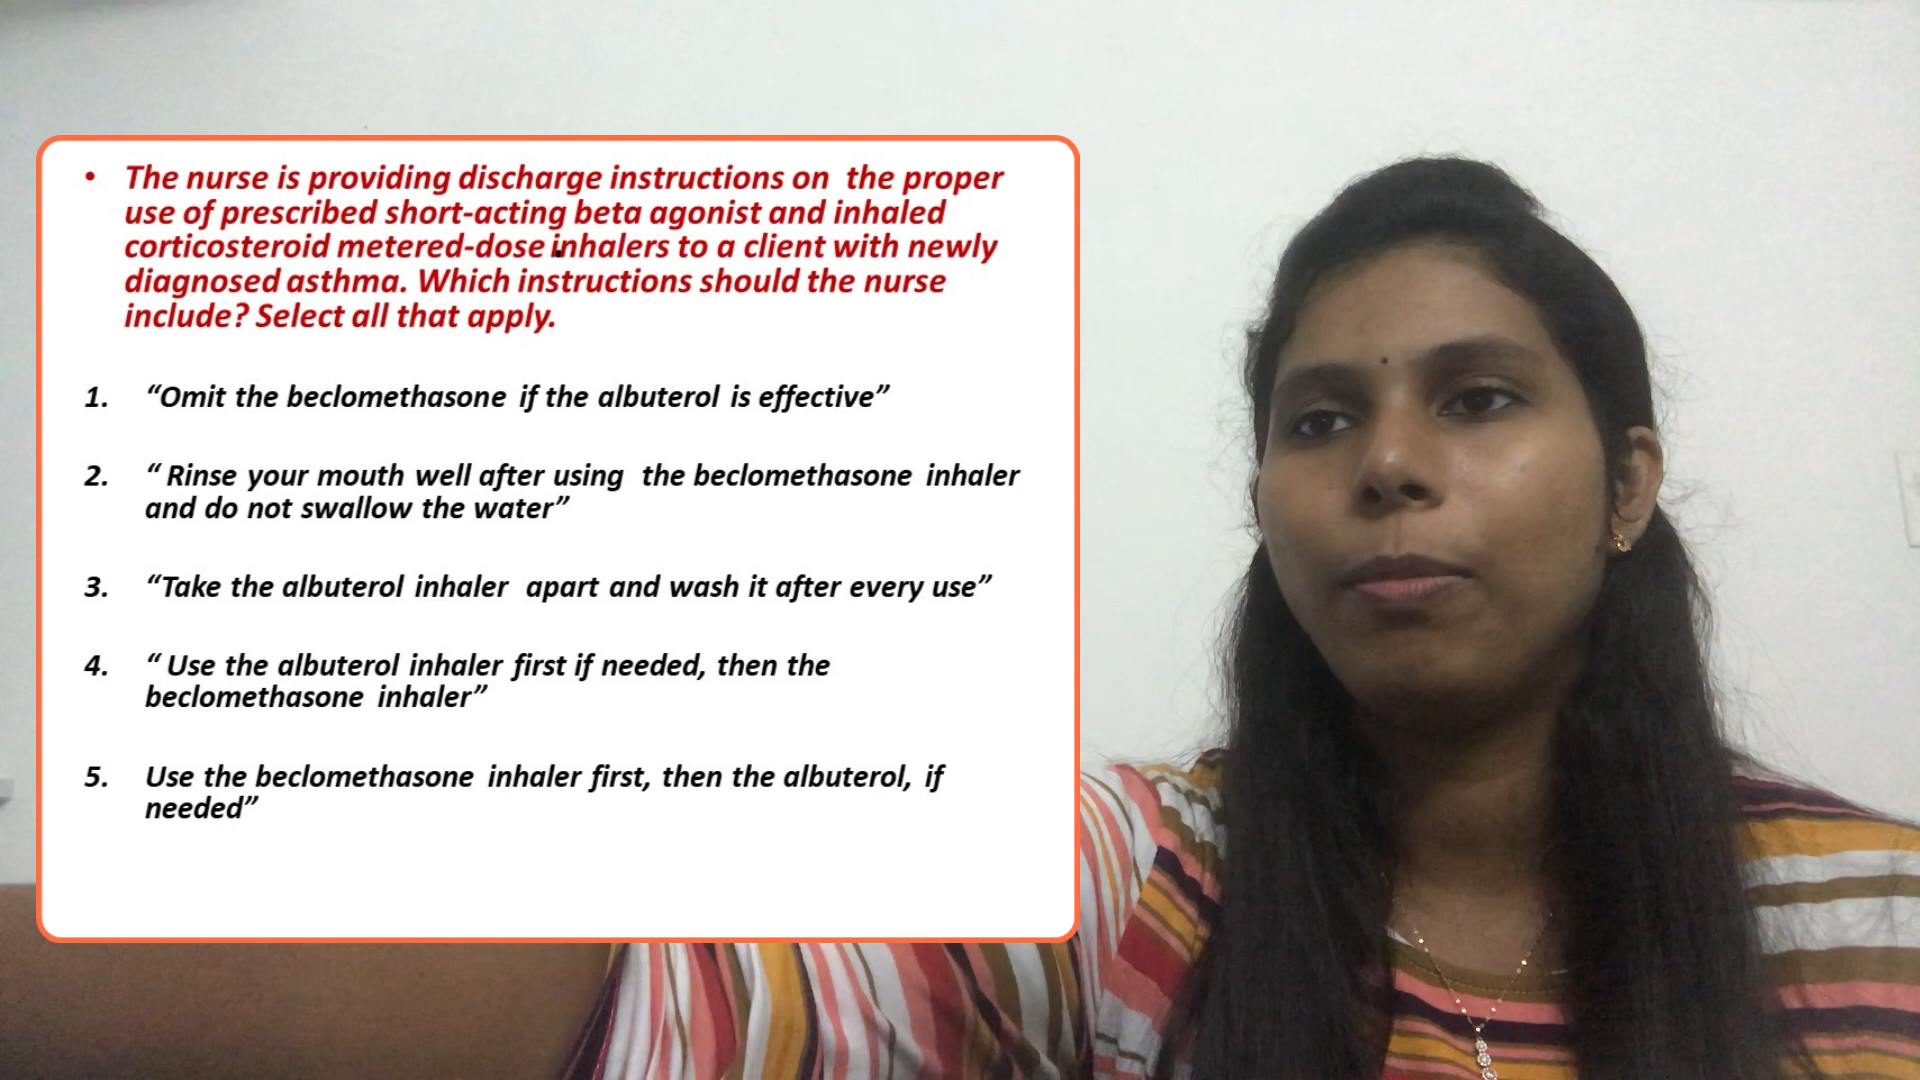 • The nurse is providing discharge instructions on the proper
use of prescribed short-acting beta agonist and inhaled
corticosteroid metered-dose inhalers to a client with newly
diagnosed asthma. Which instructions should the nurse
include? Select all that apply.
1. “Omit the beclomethasone if the albuterol is effective”
2. “ Rinse your mouth well after using the beclomethasone inhaler
and do not swallow the water”
3. “Take the albuterol inhaler apart and wash it after every use”
4. “ Use the albuterol inhaler first if needed, then the
beclomethasone inhaler”
5. Use the beclomethasone inhaler first, then the albuterol, if
needed”